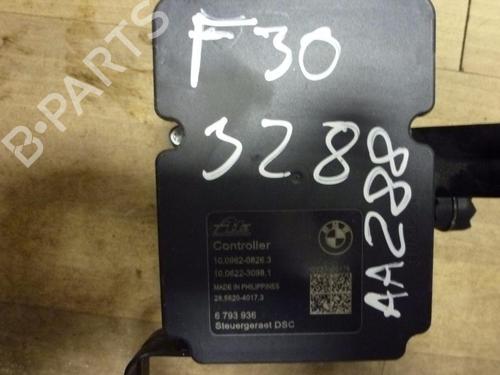 B-PARTS
F30
328
AA288
Ate
Controller
10.0962-0826.3
10.0622-3098.1
MADE IN PHILIPPINES
28.5620-4017.3
6 793 936
Steuergeraet DSC